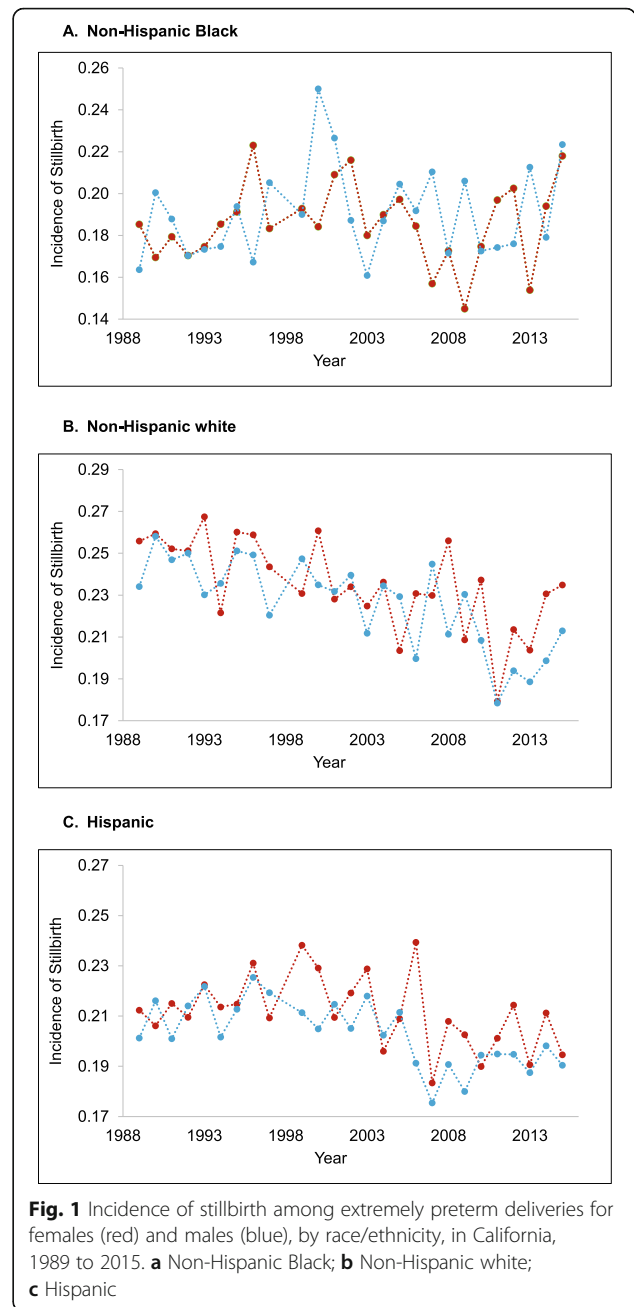 A. Non-Hispanic Black
0.26
0.24
0.22
0.20
0.18
0.16
0.14
Incidence of Stillbirth
1988 1993 1998 2003 2008 2013
Year
B. Non-Hispanic white
0.29
0.27
0.25
0.23
0.21
0.19
0.17
Incidence of Stillbirth
1988 1993 1998 2003 2008 2013
Year
C. Hispanic
0.27
0.25
0.23
0.21
0.19
0.17
Incidence of Stillbirth
1988 1993 1998 2003 2008 2013
Year
Fig. 1 Incidence of stillbirth among extremely preterm deliveries for
females (red) and males (blue), by race/ethnicity, in California,
1989 to 2015. a Non-Hispanic Black; b Non-Hispanic white;
c Hispanic